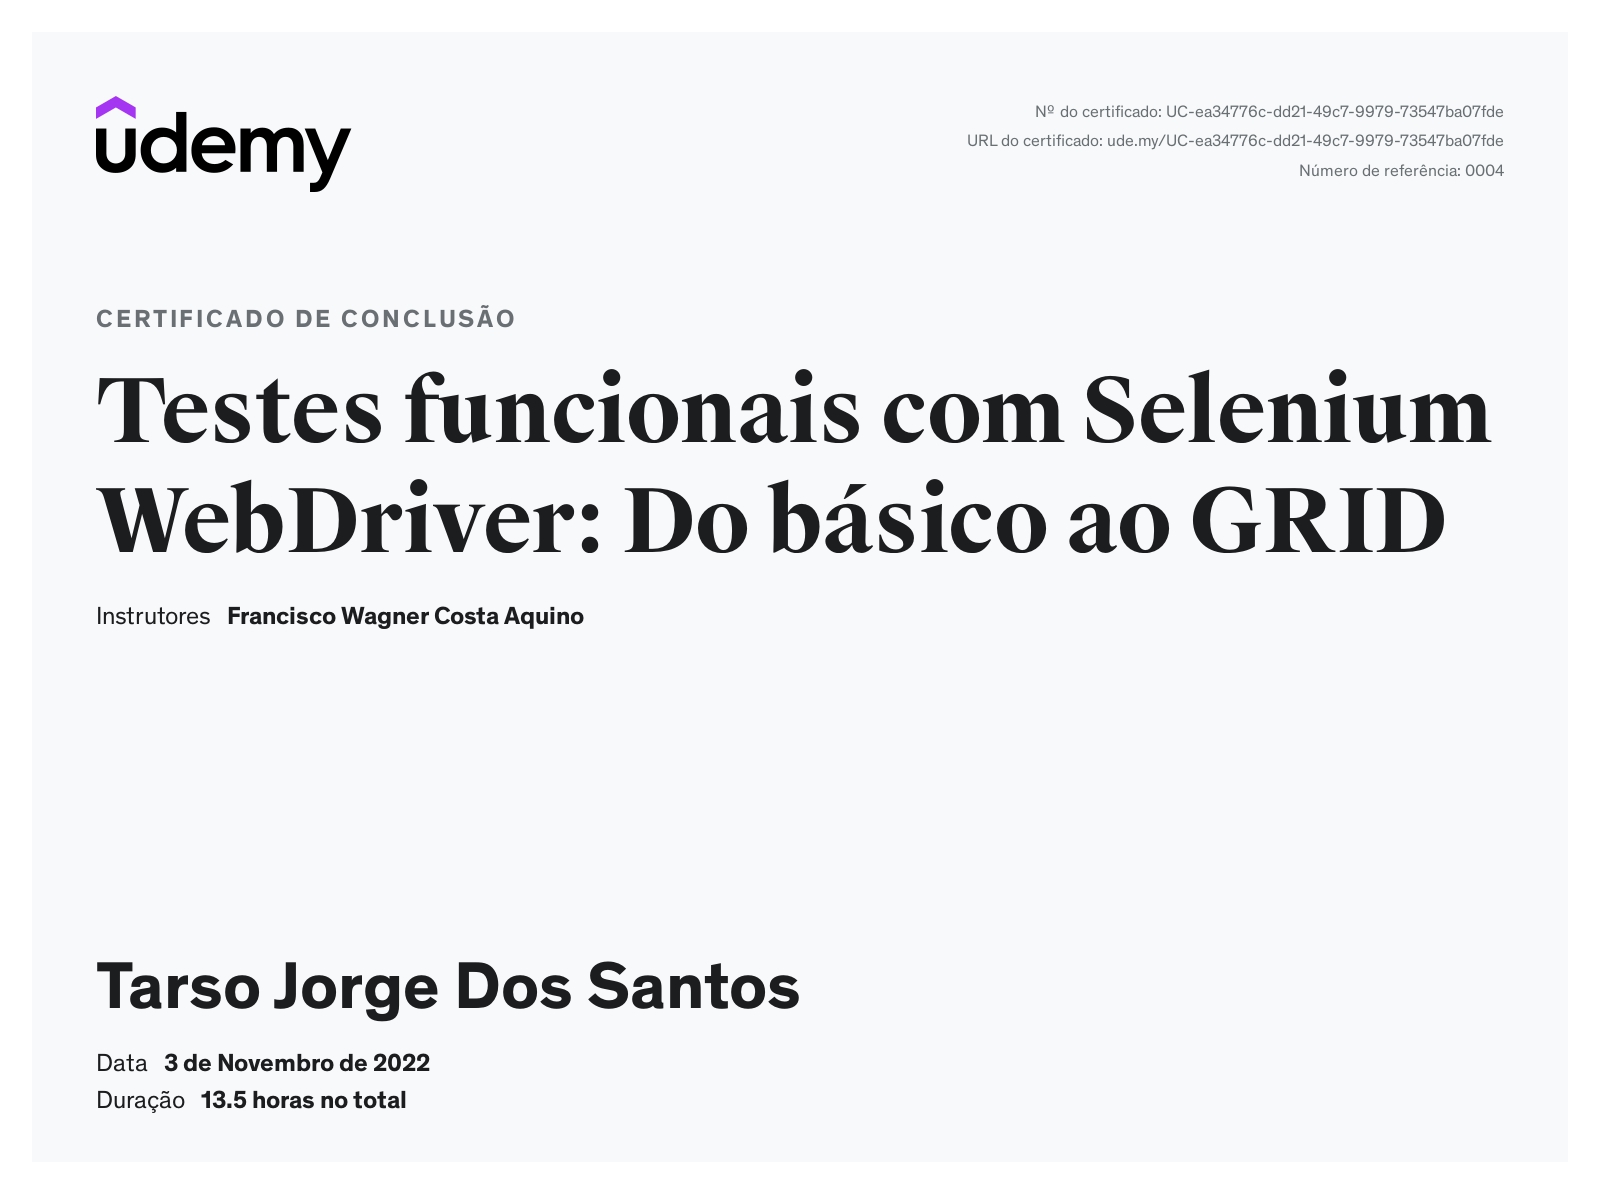 udemy
Nº do certificado: UC-ea34776c-dd21-49c7-9979-73547ba07fde
URL do certificado: ude.my/UC-ea34776c-dd21-49c7-9979-73547ba07fde
Número de referência: 0004
CERTIFICADO DE CONCLUSÃO
Testes funcionais com Selenium
WebDriver: Do básico ao GRID
Instrutores Francisco Wagner Costa Aquino
Tarso Jorge Dos Santos
Data 3 de Novembro de 2022
Duração 13.5 horas no total